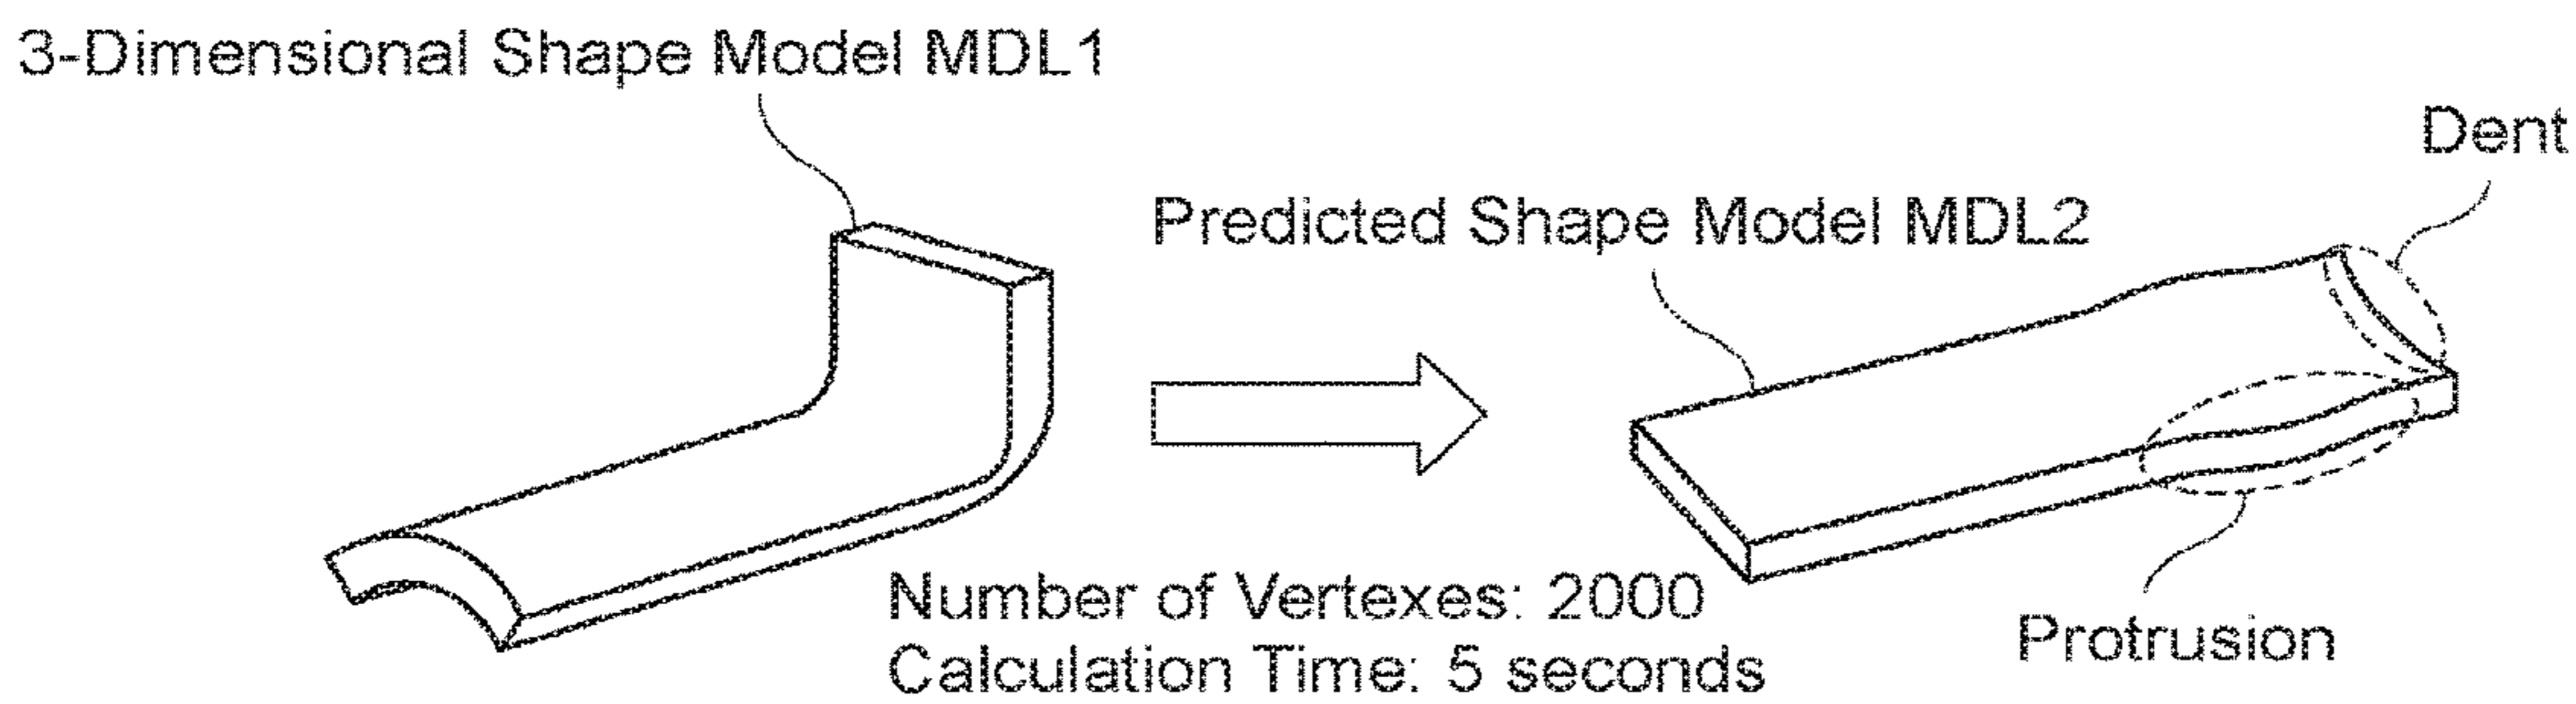 3-Dimensional Shape Model MDL1
Dent
Predicted Shape Model MDL2
Number of Vertexes: 2000
Calculation Time: 5 seconds
Protrusion